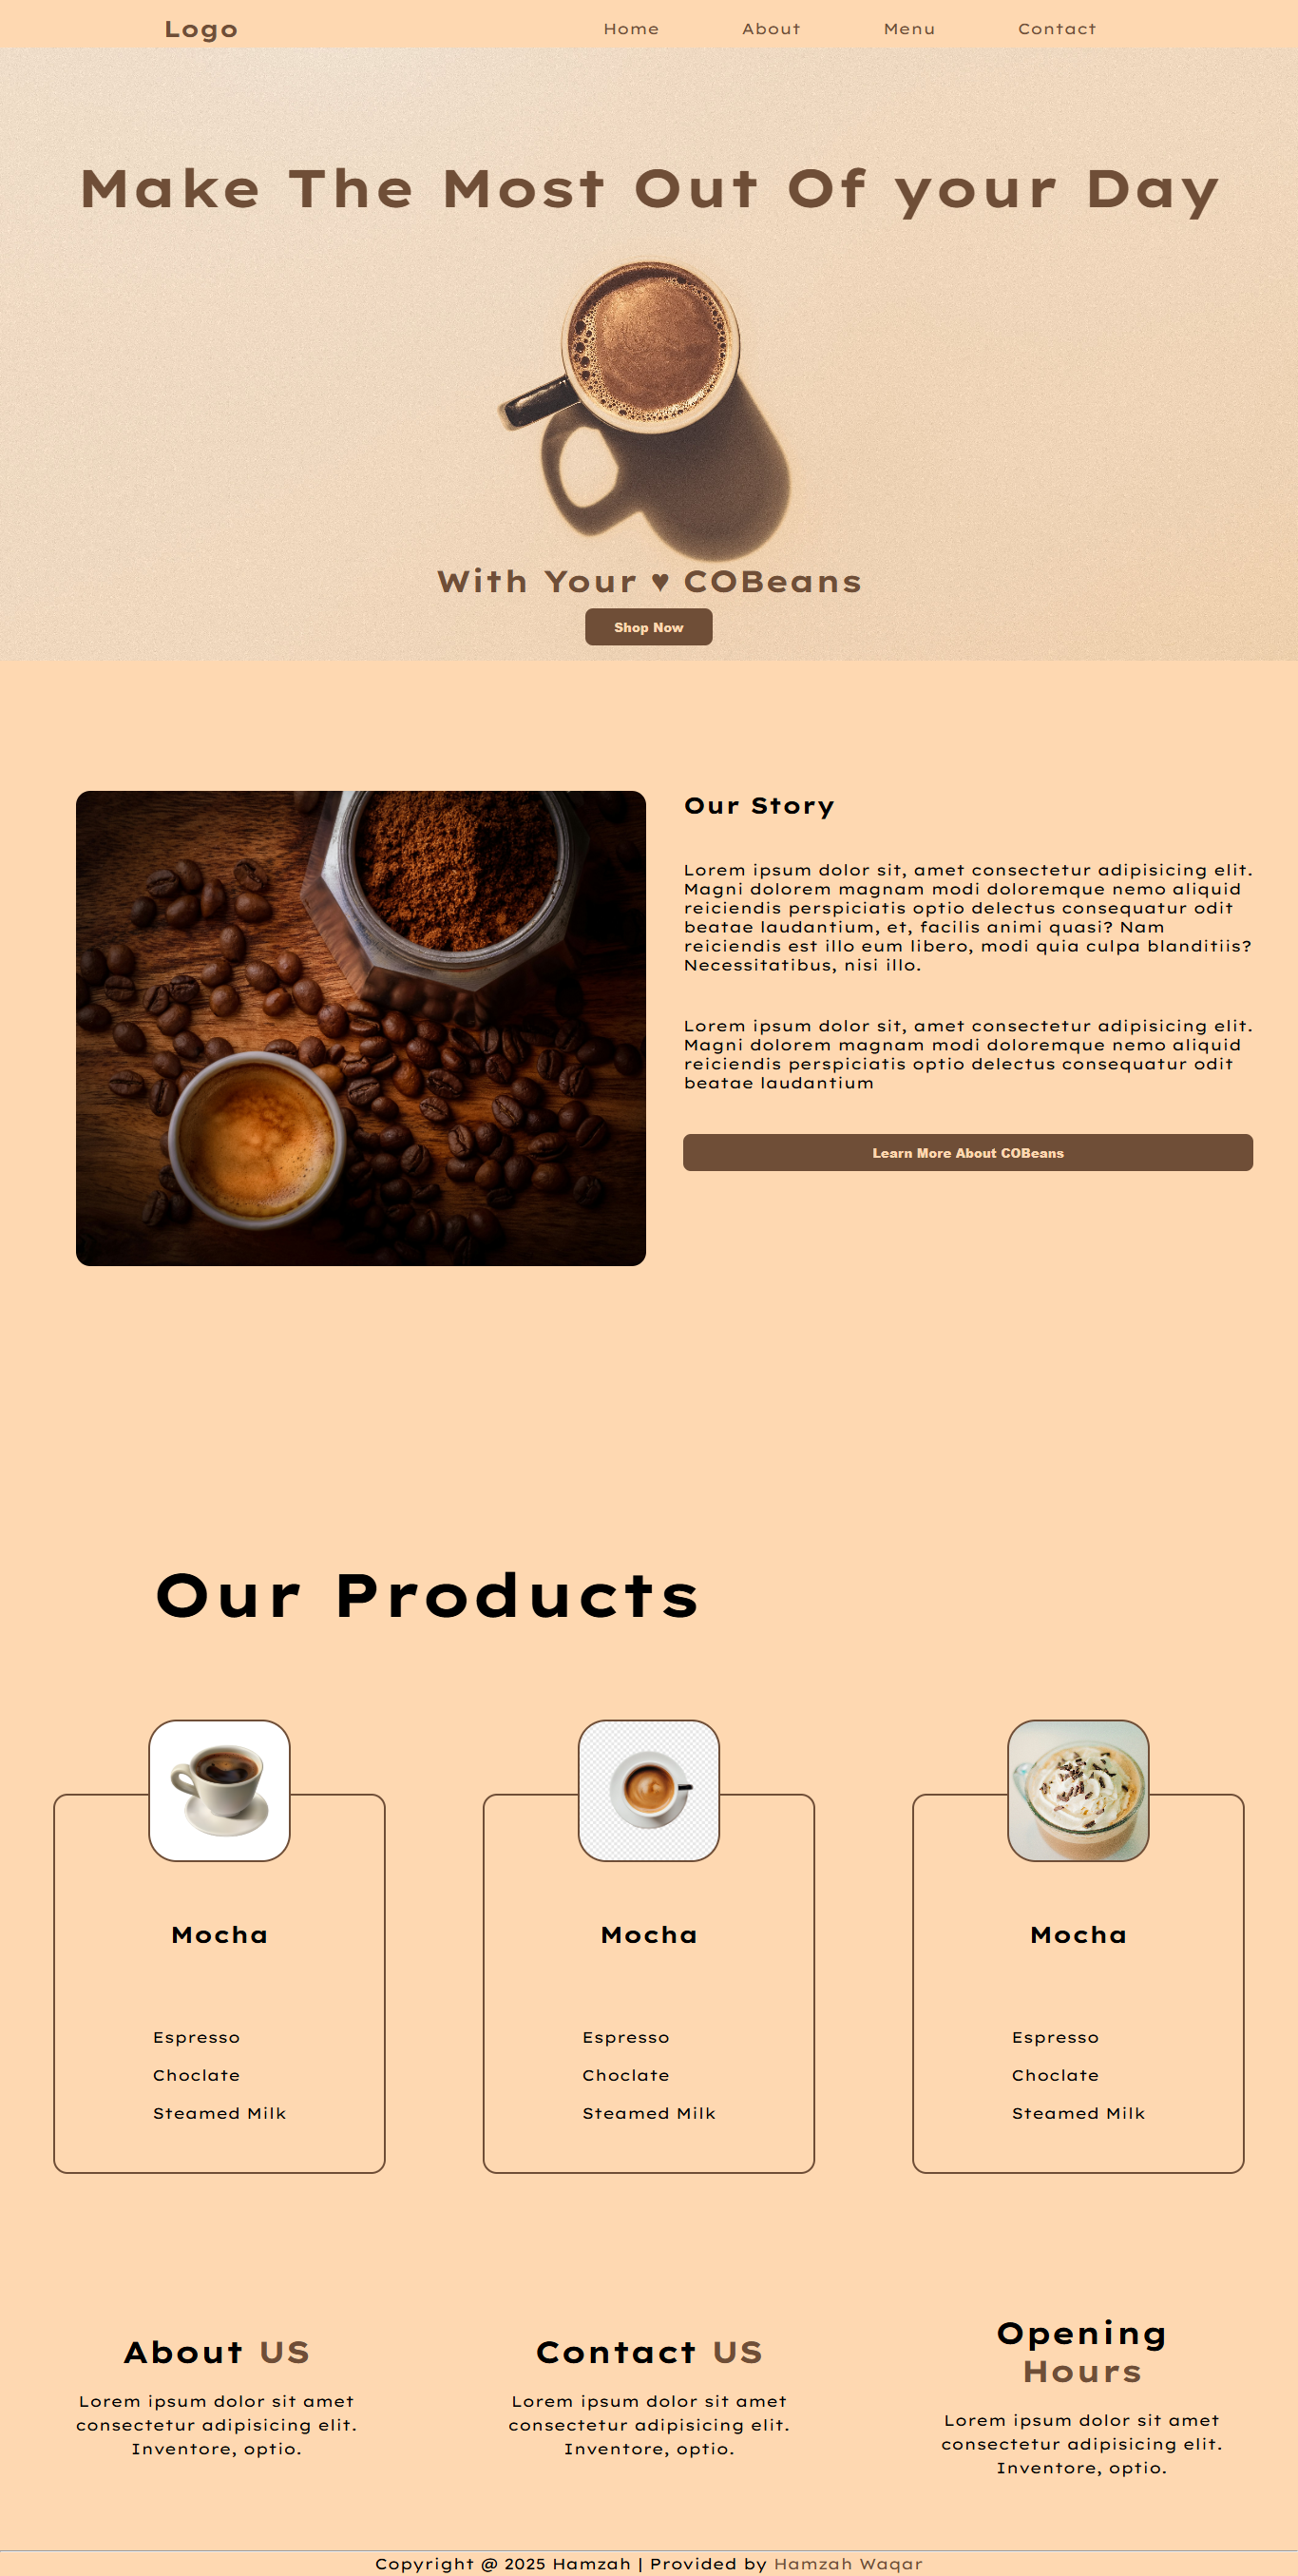 Logo
Home About Menu Contact
Make The Most Out Of your Day
With Your ♥ COBeans
Shop Now
Our Story
Lorem ipsum dolor sit, amet consectetur adipisicing elit.
Magni dolorem magnam modi doloremque nemo aliquid
reiciendis perspiciatis optio delectus consequatur odit
beatae laudantium, et, facilis animi quasi? Nam
reiciendis est illo eum libero, modi quia culpa blanditiis?
Necessitatibus, nisi illo.
Lorem ipsum dolor sit, amet consectetur adipisicing elit.
Magni dolorem magnam modi doloremque nemo aliquid
reiciendis perspiciatis optio delectus consequatur odit
beatae laudantium
Learn More About COBeans
Our Products
Mocha
Espresso
Choclate
Steamed Milk
Mocha
Espresso
Choclate
Steamed Milk
Mocha
Espresso
Choclate
Steamed Milk
About US
Lorem ipsum dolor sit amet
consectetur adipisicing elit.
Inventore, optio.
Contact US
Lorem ipsum dolor sit amet
consectetur adipisicing elit.
Inventore, optio.
Opening
Hours
Lorem ipsum dolor sit amet
consectetur adipisicing elit.
Inventore, optio.
Copyright @ 2025 Hamzah | Provided by Hamzah Waqar